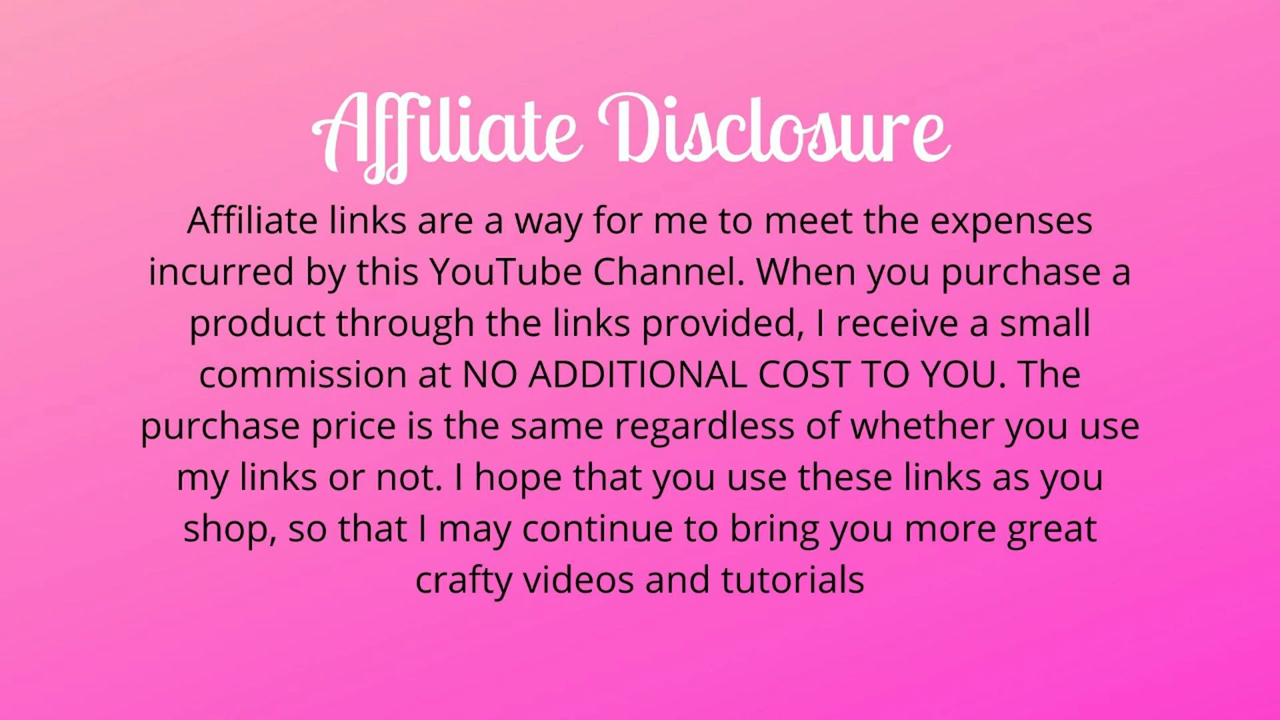 Affiliate Disclosure
Affiliate links are a way for me to meet the expenses
incurred by this YouTube Channel. When you purchase a
product through the links provided, I receive a small
commission at NO ADDITIONAL COST TO YOU. The
purchase price is the same regardless of whether you use
my links or not. I hope that you use these links as you
shop, so that I may continue to bring you more great
crafty videos and tutorials